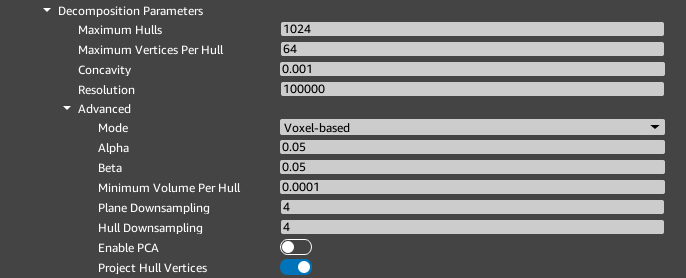 Decomposition Parameters
Maximum Hulls 1024
Maximum Vertices Per Hull 64
Concavity 0.001
Resolution 100000
Advanced
Mode Voxel-based
Alpha 0.05
Beta 0.05
Minimum Volume Per Hull 0.0001
Plane Downsampling 4
Hull Downsampling 4
Enable PCA
Project Hull Vertices